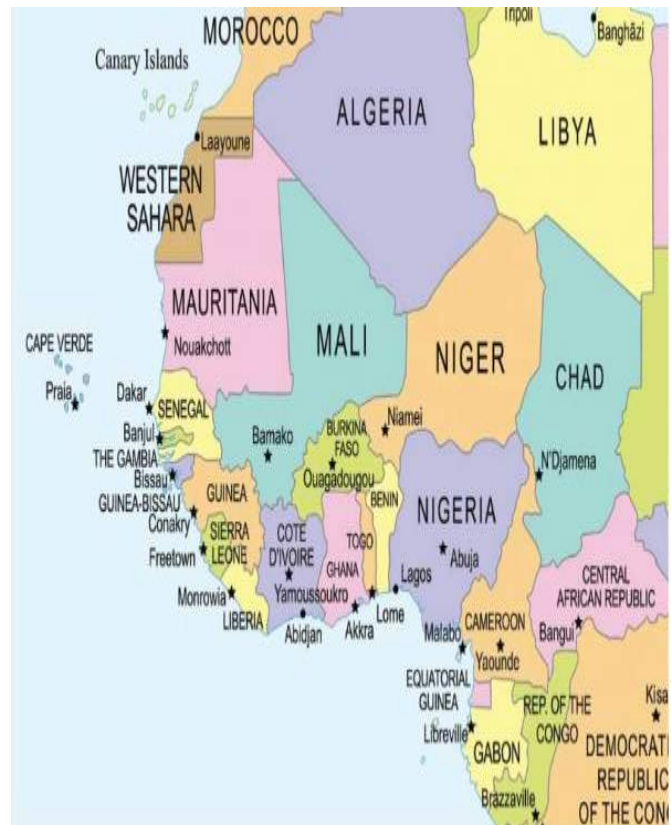 Tripoli
Banghāzi
MOROCCO
Canary Islands
ALGERIA
LIBYA
Laayoune
WESTERN
SAHARA
MAURITANIA
Nouakchott
MALI
NIGER
CHAD
CAPE VERDE
Praia
Dakar
SENEGAL
Banjul
THE GAMBIA
Bissau
GUINEA-BISSAU
Bamako
BURKINA
FASO
Ouagadougou
Niamei
N'Djamena
BENIN
NIGERIA
Abuja
GUINEA
Conakry
SIERRA
LEONE
Freetown
COTE
D'IVOIRE
Yamoussoukro
TOGO
GHANA
Monrowia
LIBERIA
Abidjan
Akkra
Lome
Lagos
CENTRAL
AFRICAN REPUBLIC
Bangui
CAMEROON
Yaounde
Malabo
EQUATORIAL
GUINEA
Libreville
GABON
REP. OF THE
CONGO
Brazzaville
Kisa
DEMOCRATI
REPUBLIC
OF THE CON